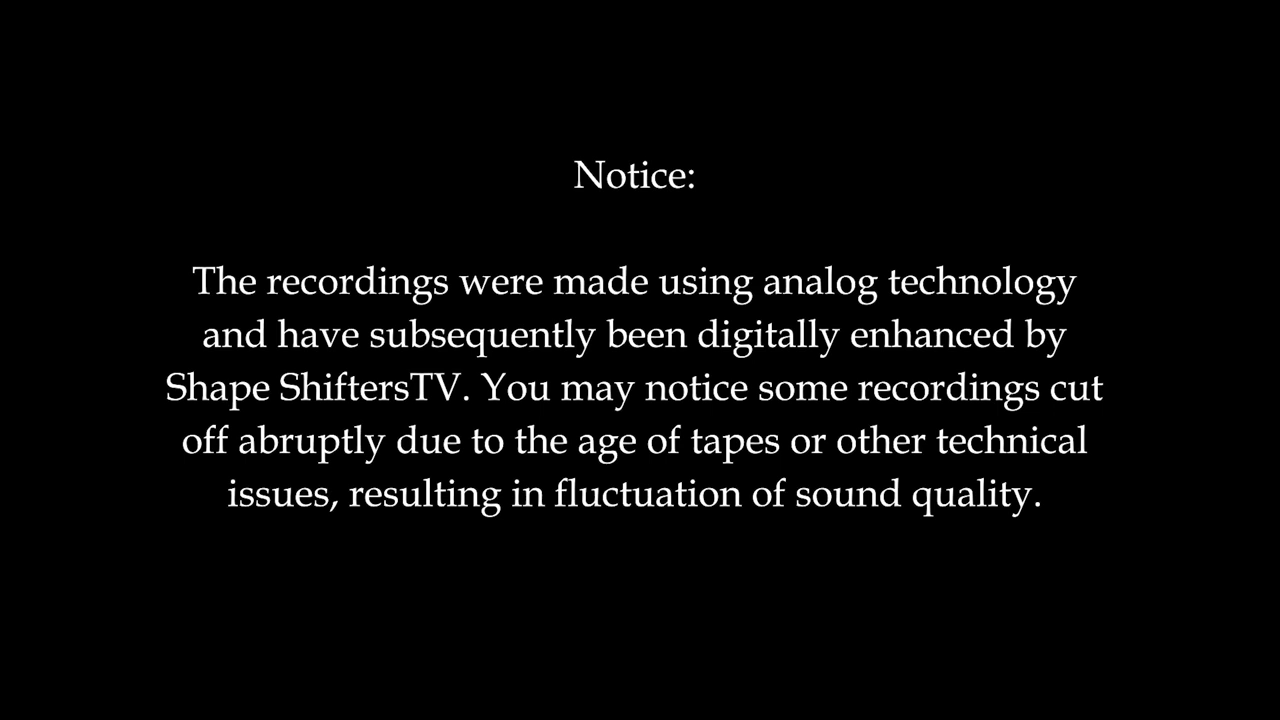 Notice:
The recordings were made using analog technology
and have subsequently been digitally enhanced by
Shape ShiftersTV. You may notice some recordings cut
off abruptly due to the age of tapes or other technical
issues, resulting in fluctuation of sound quality.